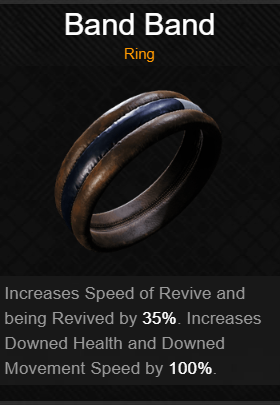 Band Band
Ring
Increases Speed of Revive and
being Revived by 35%. Increases
Downed Health and Downed
Movement Speed by 100%.